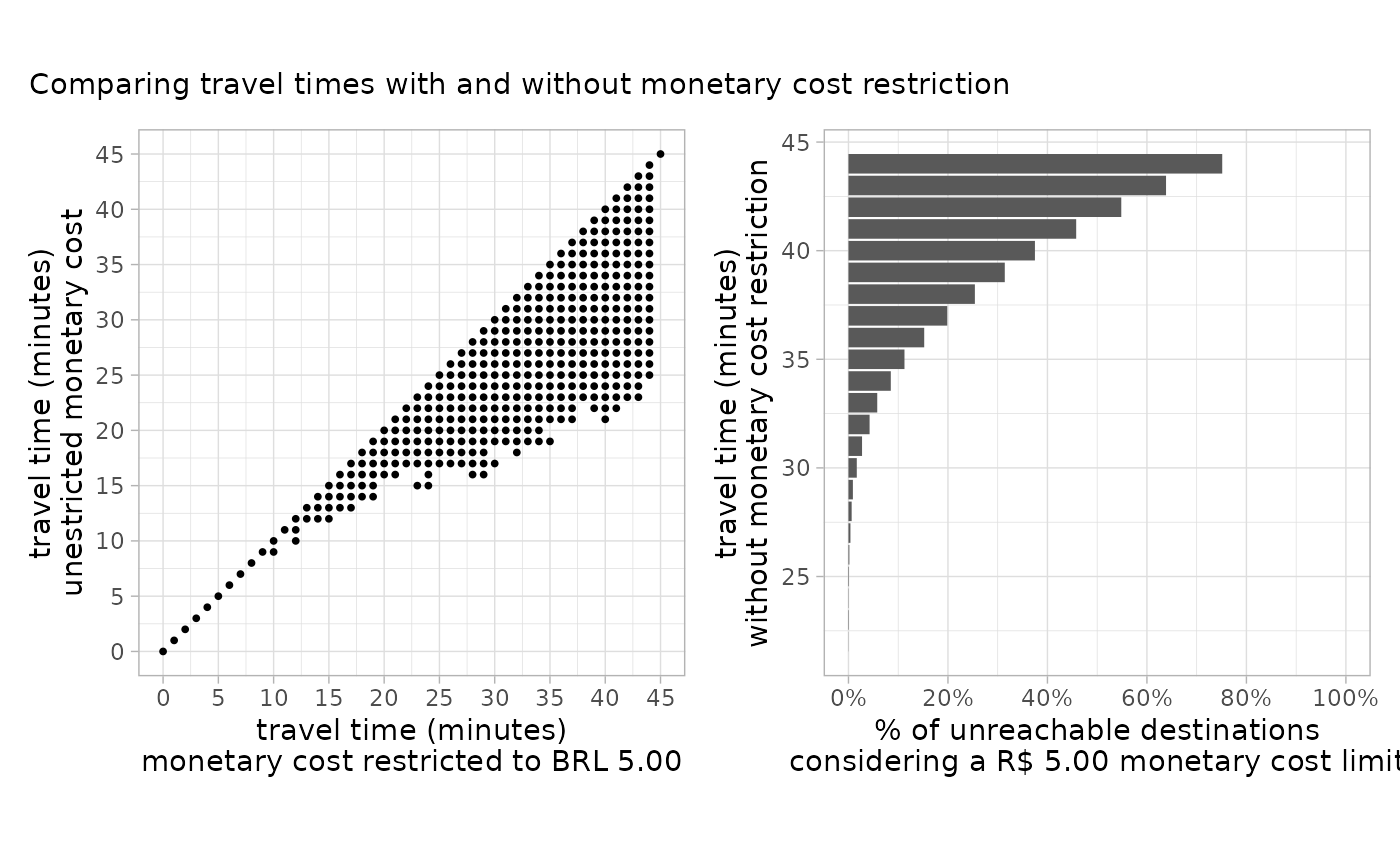 Comparing travel times with and without monetary cost restriction
travel time (minutes)
unestricted monetary cost
45
40
35
30
25
20
15
10
5
0
0 5 10 15 20 25 30 35 40 45
travel time (minutes)
monetary cost restricted to BRL 5.00
travel time (minutes)
without monetary cost restriction
45
40
35
30
25
0% 20% 40% 60% 80% 100%
% of unreachable destinations
considering a R$ 5.00 monetary cost limit